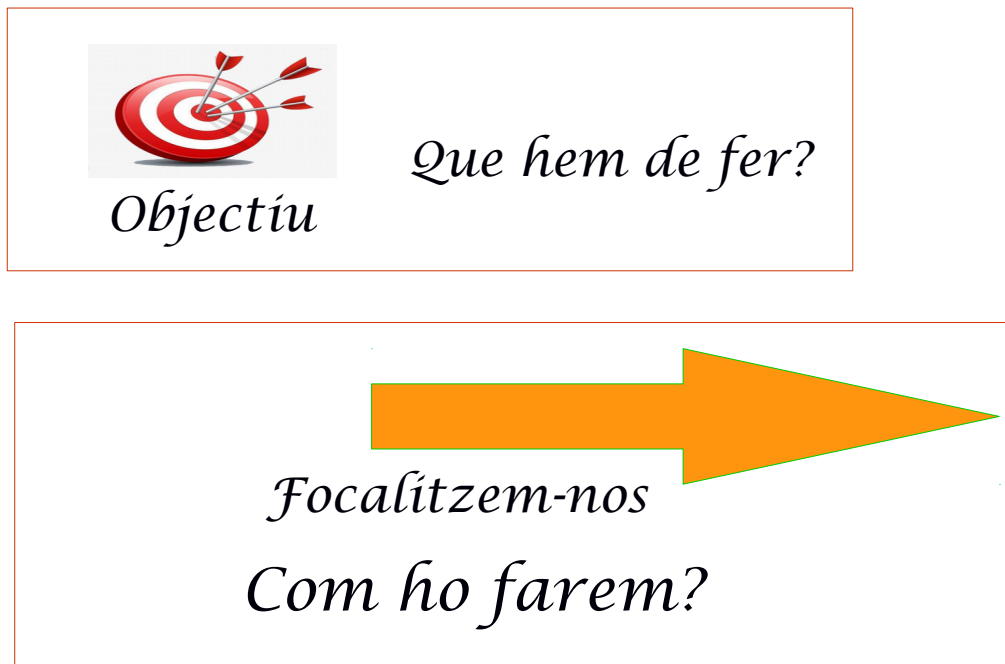 Que hem de fer?
Objectiu
Focalitzem-nos
Com ho farem?